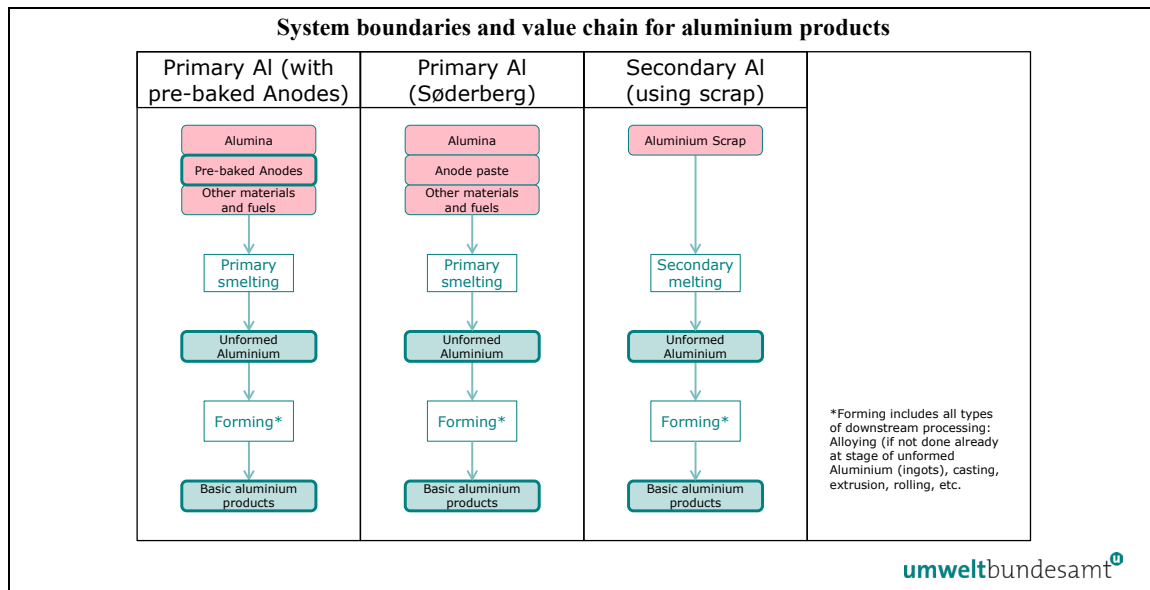 System boundaries and value chain for aluminium products
Primary Al (with
pre-baked Anodes)
Alumina
Pre-baked Anodes
Other materials
and fuels
Primary
smelting
Unformed
Aluminium
Forming*
Basic aluminium
products
Primary Al
(Søderberg)
Alumina
Anode paste
Other materials
and fuels
Primary
smelting
Unformed
Aluminium
Forming*
Basic aluminium
products
Secondary Al
(using scrap)
Aluminium Scrap
Secondary
melting
Unformed
Aluminium
Forming*
Basic aluminium
products
*Forming includes all types
of downstream processing:
Alloying (if not done already
at stage of unformed
Aluminium (ingots), casting,
extrusion, rolling, etc.
umweltbundesamt u